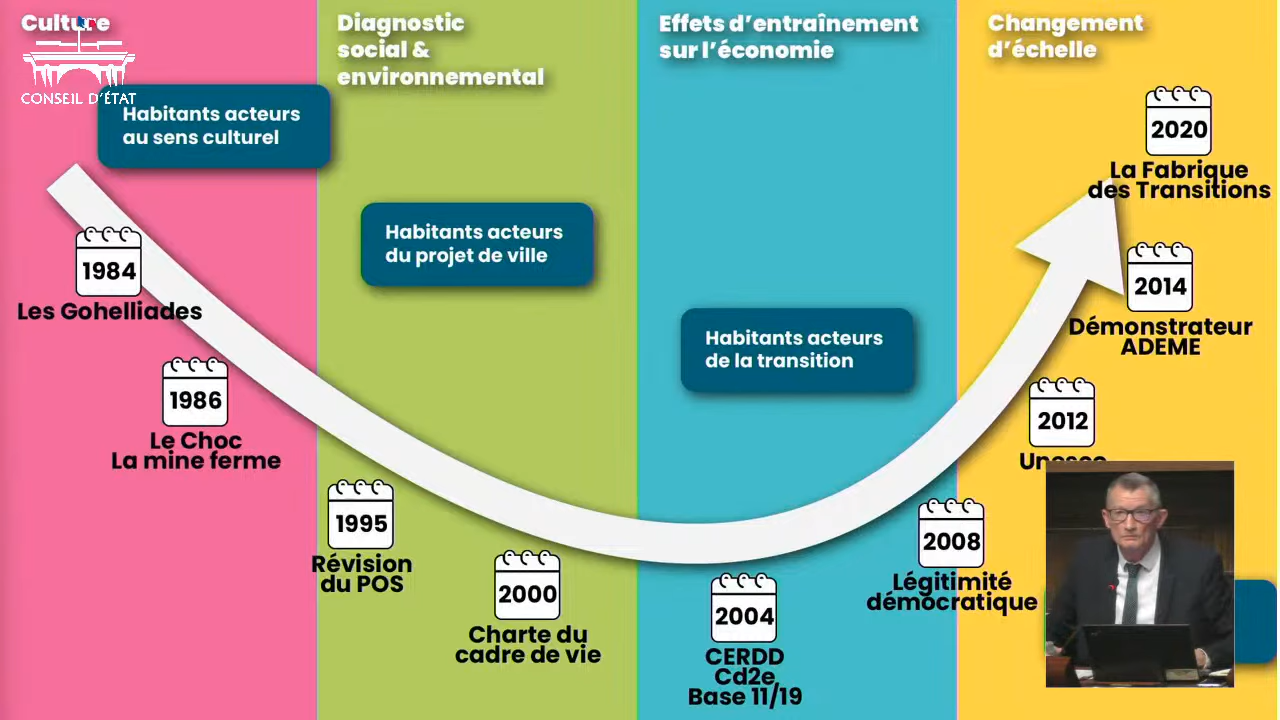 Culture
CONSEIL D'ÉTAT
Habitants acteurs
au sens culturel
1984
Les Gohelliades
1986
Le Choc
La mine ferme
Diagnostic
social &
environnemental
Habitants acteurs
du projet de ville
1995
Révision
du POS
2000
Charte du
cadre de vie
Effets d'entraînement
sur l'économie
Habitants acteurs
de la transition
2004
CERDD
Cd2e
Base 11/19
2008
Légitimité
démocratique
Changement
d'échelle
2020
La Fabrique
des Transitions
2014
Démonstrateur
ADEME
2012
Unesco